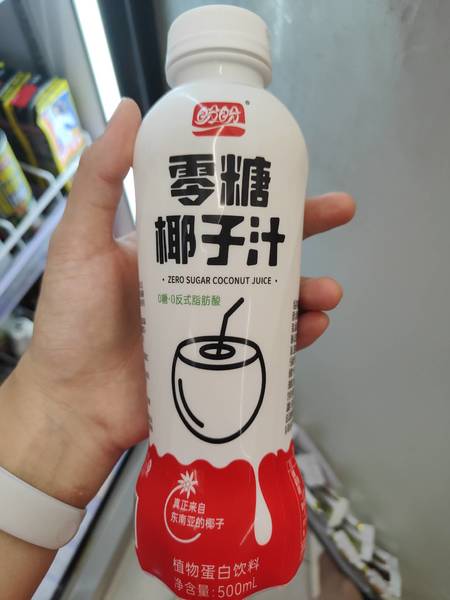 盼盼
零糖
椰子汁
· ZERO SUGAR COCONUT JUICE ·
0糖·0反式脂肪酸
真正来自
东南亚的椰子
植物蛋白饮料
净含量:500mL